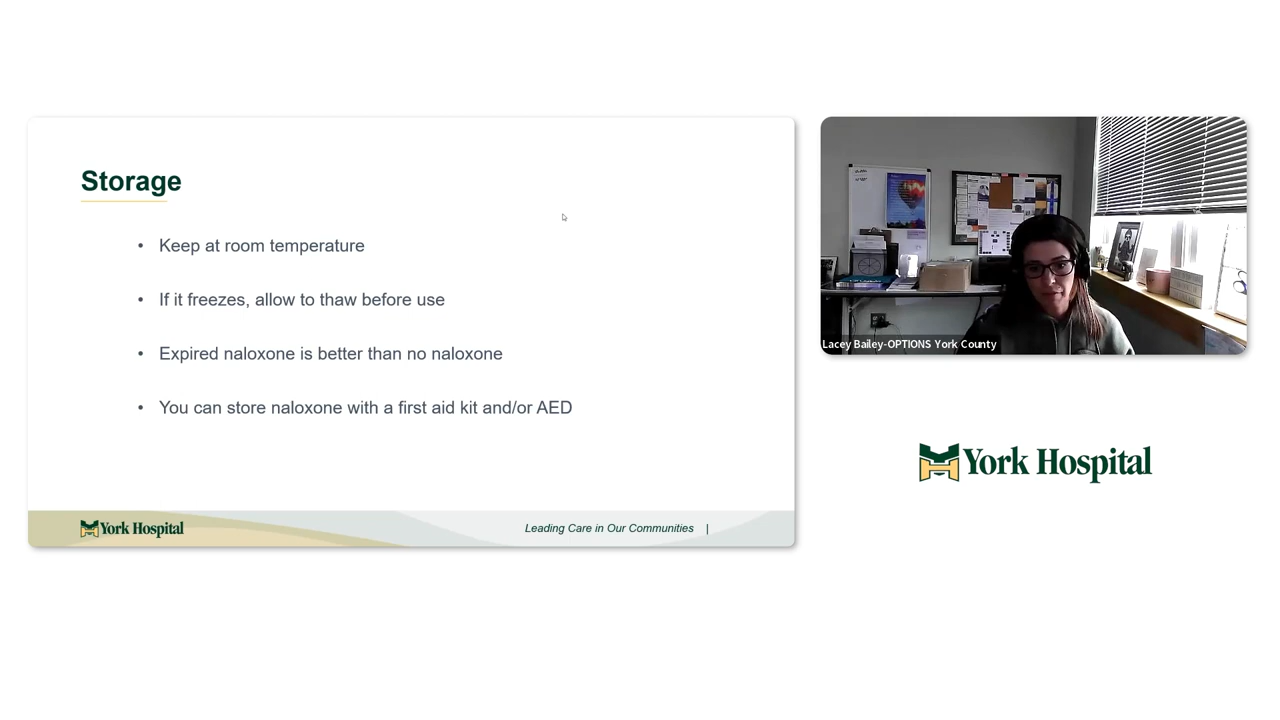 Storage
• Keep at room temperature
• If it freezes, allow to thaw before use
• Expired naloxone is better than no naloxone
• You can store naloxone with a first aid kit and/or AED
York Hospital
Leading Care in Our Communities |
Lacey Bailey-OPTIONS York County
York Hospital